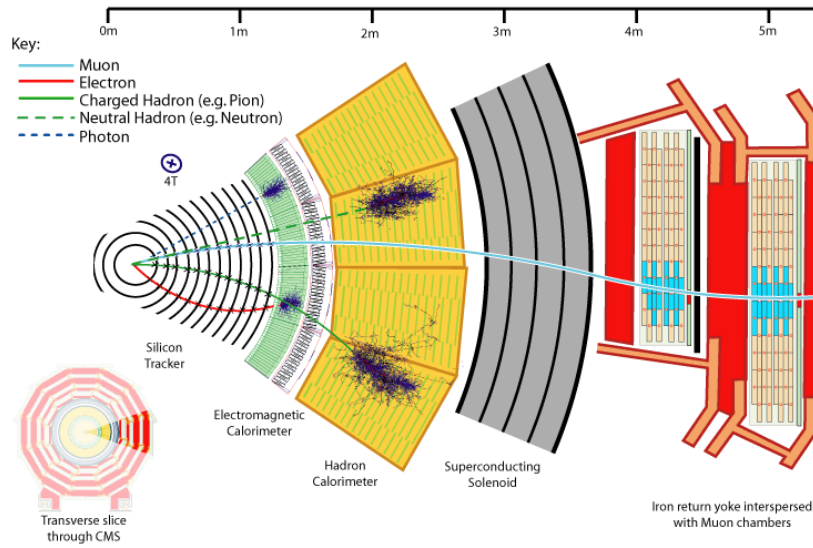 0m 1m 2m 3m 4m 5m
Key:
Muon
Electron
Charged Hadron (e.g. Pion)
Neutral Hadron (e.g. Neutron)
Photon
4T
Silicon
Tracker
Electromagnetic
Calorimeter
Hadron
Calorimeter
Superconducting
Solenoid
Iron return yoke interspersed
with Muon chambers
Transverse slice
through CMS